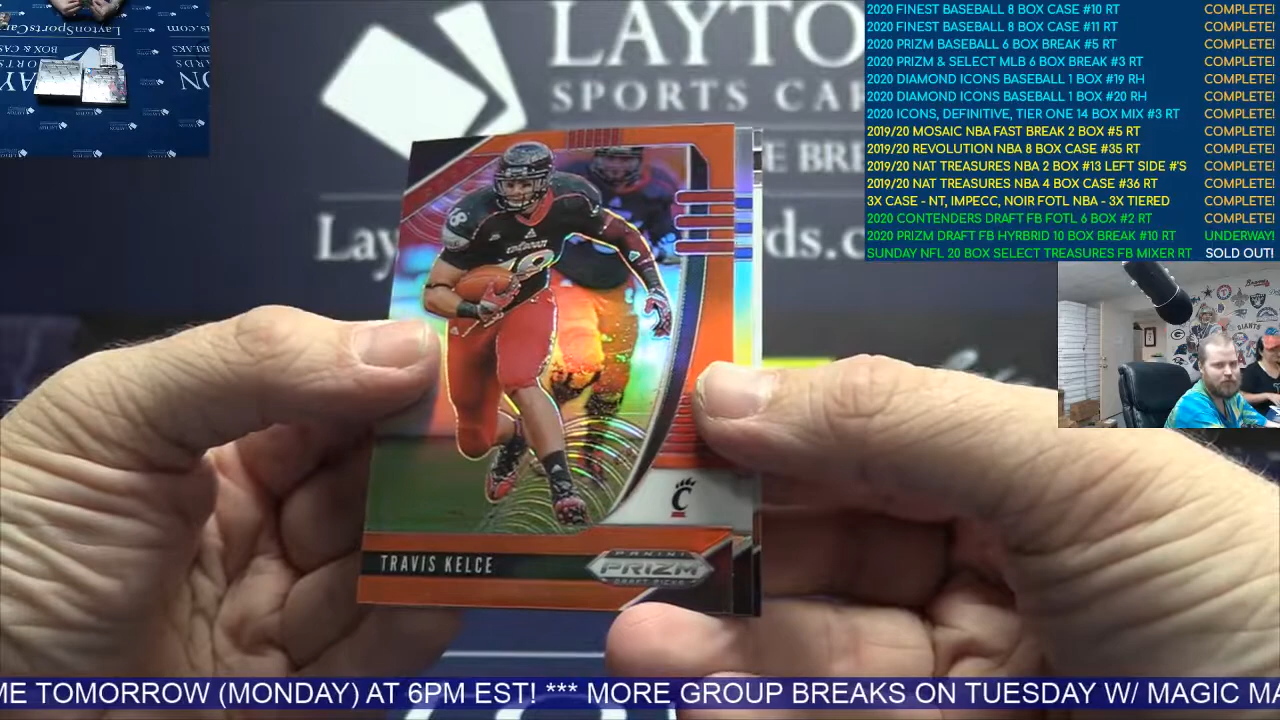 2020 FINEST BASEBALL 8 BOX CASE #10 RT COMPLETE!
2020 FINEST BASEBALL 8 BOX CASE #11 RT COMPLETE!
2020 PRIZM BASEBALL 6 BOX BREAK #5 RT COMPLETE!
2020 PRIZM & SELECT MLB 6 BOX BREAK #3 RT COMPLETE!
2020 DIAMOND ICONS BASEBALL 1 BOX #19 RH COMPLETE!
2020 DIAMOND ICONS BASEBALL 1 BOX #20 RH COMPLETE!
2020 ICONS, DEFINITIVE, TIER ONE 14 BOX MIX #3 RT COMPLETE!
2019/20 MOSAIC NBA FAST BREAK 2 BOX #5 RT COMPLETE!
2019/20 REVOLUTION NBA 8 BOX CASE #35 RT COMPLETE!
2019/20 NAT TREASURES NBA 2 BOX #13 LEFT SIDE #'S COMPLETE!
2019/20 NAT TREASURES NBA 4 BOX CASE #36 RT COMPLETE!
3X CASE - NT, IMPECC, NOIR FOTL NBA - 3X TIERED COMPLETE!
2020 CONTENDERS DRAFT FB FOTL 6 BOX #2 RT COMPLETE!
2020 PRIZM DRAFT FB HYRBRID 10 BOX BREAK #10 RT UNDERWAY!
SUNDAY NFL 20 BOX SELECT TREASURES FB MIXER RT SOLD OUT!
LAYTO
SPORTS CA
E BRE
Lay
ds.c
18
C
TRAVIS KELCE
PANINI
PRIZM
DRAFT PICKS
GIANTS
ME TOMORROW (MONDAY) AT 6PM EST! *** MORE GROUP BREAKS ON TUESDAY W/ MAGIC MA